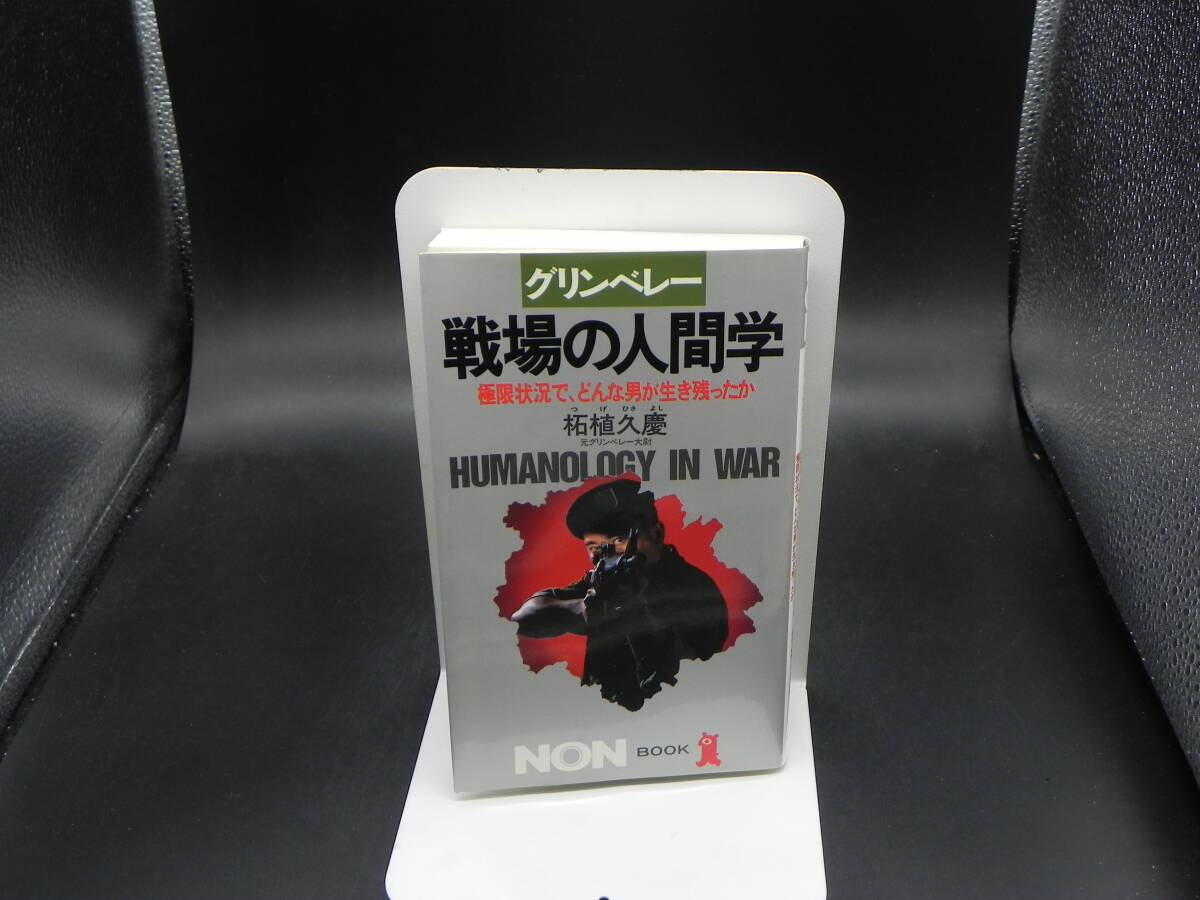 グリンベレー
戦場の人間学
極限状況で、どんな男が生き残ったか
つげひさよし
柘植久慶
元グリンベレー大尉
HUMANOLOGY IN WAR
NON BOOK